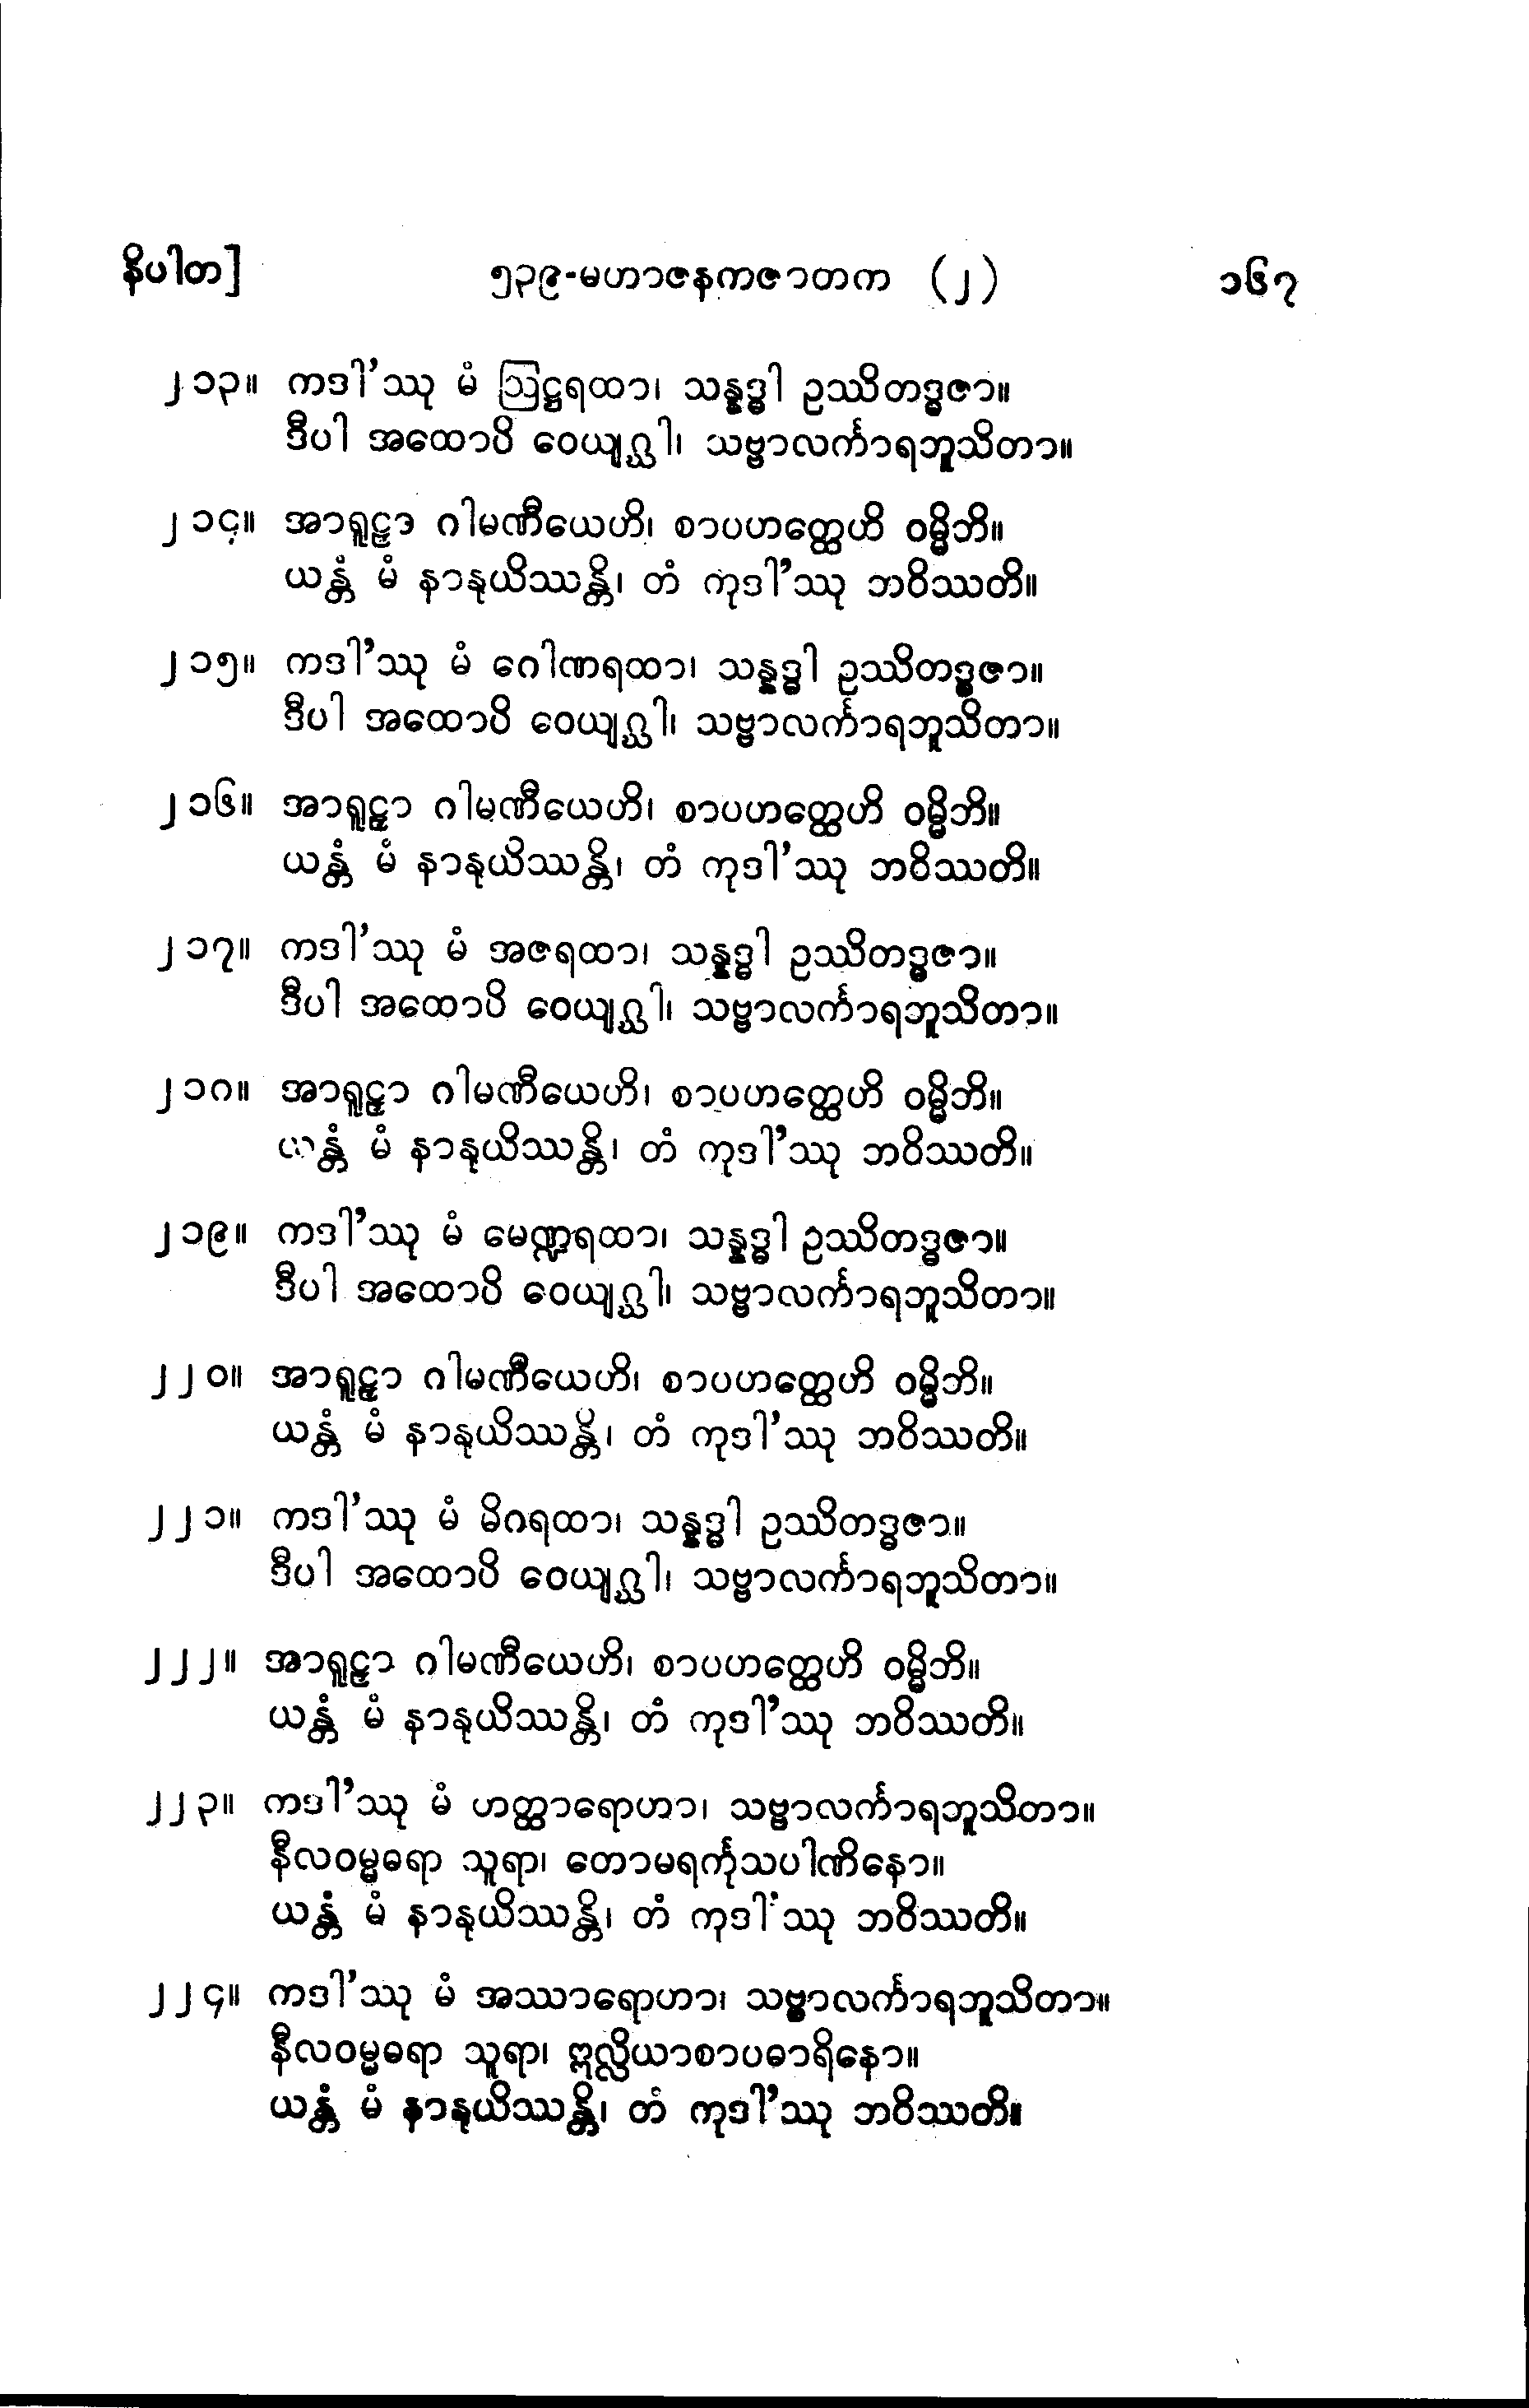 နိပါတ]
၅၃၉-မဟာဇနကဇာတက (၂)
၁၆၇
၂၁၃။ ကဒါ'ဿု မံ ဩဋ္ဌရထာ၊ သန္နဒ္ဓါ ဥဿိတဒ္ဓဇာ။
ဒီပါ အထောပိ ဝေယျဂ္ဃါ၊ သဗ္ဗာလင်္ကာရဘူသိတာ။
၂၁၄။ အာရူဠှာ ဂါမဏီယေဟိ၊ စာပဟတ္ထေဟိ ဝမ္မိဘိ။
ယန္တံ မံ နာနုယိဿန္တိ၊ တံ ကုဒါ'ဿု ဘဝိဿတိ။
၂၁၅။ ကဒါ'ဿု မံ ဂေါဏရထာ၊ သန္နဒ္ဓါ ဥဿိတဒ္ဓဇာ။
ဒီပါ အထောပိ ဝေယျဂ္ဃါ၊ သဗ္ဗာလင်္ကာရဘူသိတာ။
၂၁၆။ အာရူဠှာ ဂါမဏီယေဟိ၊ စာပဟတ္ထေဟိ ဝမ္မိဘိ။
ယန္တံ မံ နာနုယိဿန္တိ၊ တံ ကုဒါ'ဿု ဘဝိဿတိ။
၂၁၇။ ကဒါ'ဿု မံ အဇရထာ၊ သန္နဒ္ဓါ ဥဿိတဒ္ဓဇာ။
ဒီပါ အထောပိ ဝေယျဂ္ဃါ၊ သဗ္ဗာလင်္ကာရဘူသိတာ။
၂၁၈။ အာရူဠှာ ဂါမဏီယေဟိ၊ စာပဟတ္ထေဟိ ဝမ္မိဘိ။
ယန္တံ မံ နာနုယိဿန္တိ၊ တံ ကုဒါ'ဿု ဘဝိဿတိ။
၂၁၉။ ကဒါ'ဿု မံ မေဏ္ဍရထာ၊ သန္နဒ္ဓါ ဥဿိတဒ္ဓဇာ။
ဒီပါ အထောပိ ဝေယျဂ္ဃါ၊ သဗ္ဗာလင်္ကာရဘူသိတာ။
၂၂၀။ အာရူဠှာ ဂါမဏီယေဟိ၊ စာပဟတ္ထေဟိ ဝမ္မိဘိ။
ယန္တံ မံ နာနုယိဿန္တိ၊ တံ ကုဒါ'ဿု ဘဝိဿတိ။
၂၂၁။ ကဒါ'ဿု မံ မိဂရထာ၊ သန္နဒ္ဓါ ဥဿိတဒ္ဓဇာ။
ဒီပါ အထောပိ ဝေယျဂ္ဃါ၊ သဗ္ဗာလင်္ကာရဘူသိတာ။
၂၂၂။ အာရူဠှာ ဂါမဏီယေဟိ၊ စာပဟတ္ထေဟိ ဝမ္မိဘိ။
ယန္တံ မံ နာနုယိဿန္တိ၊ တံ ကုဒါ'ဿု ဘဝိဿတိ။
၂၂၃။ ကဒါ'ဿု မံ ဟတ္ထာရောဟာ၊ သဗ္ဗာလင်္ကာရဘူသိတာ။
နီလဝမ္မဓရာ သူရာ၊ တောမရင်္ကုသပါဏိနော။
ယန္တံ မံ နာနုယိဿန္တိ၊ တံ ကုဒါ'ဿု ဘဝိဿတိ။
၂၂၄။ ကဒါ'ဿု မံ အဿာရောဟာ၊ သဗ္ဗာလင်္ကာရဘူသိတာ။
နီလဝမ္မဓရာ သူရာ၊ ဣလ္လိယာစာပဓာရိနော။
ယန္တံ မံ နာနုယိဿန္တိ၊ တံ ကုဒါ'ဿု ဘဝိဿတိ။